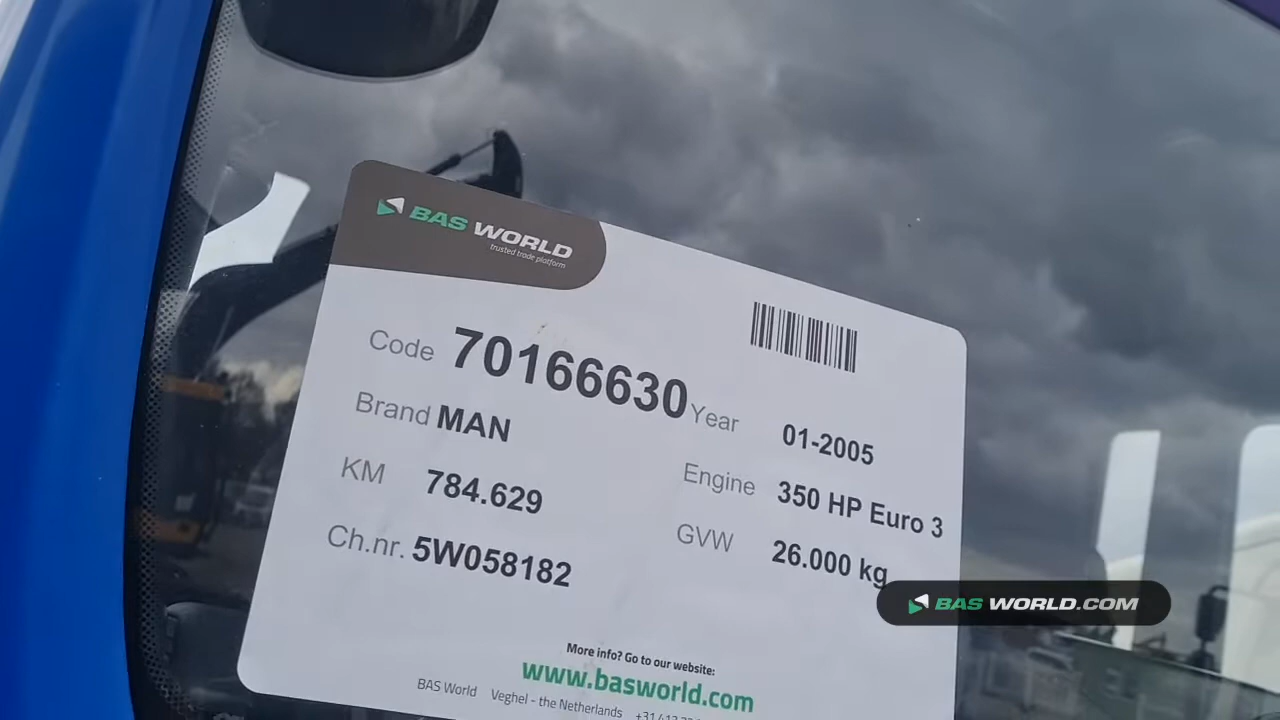 BAS WORLD
trusted trade platform
Code 70166630
Year 01-2005
Brand MAN
Engine 350 HP Euro 3
KM 784.629
GVW 26.000 kg
Ch.nr. 5W058182
BAS WORLD.COM
More info? Go to our website:
www.basworld.com
BAS World Veghel - the Netherlands